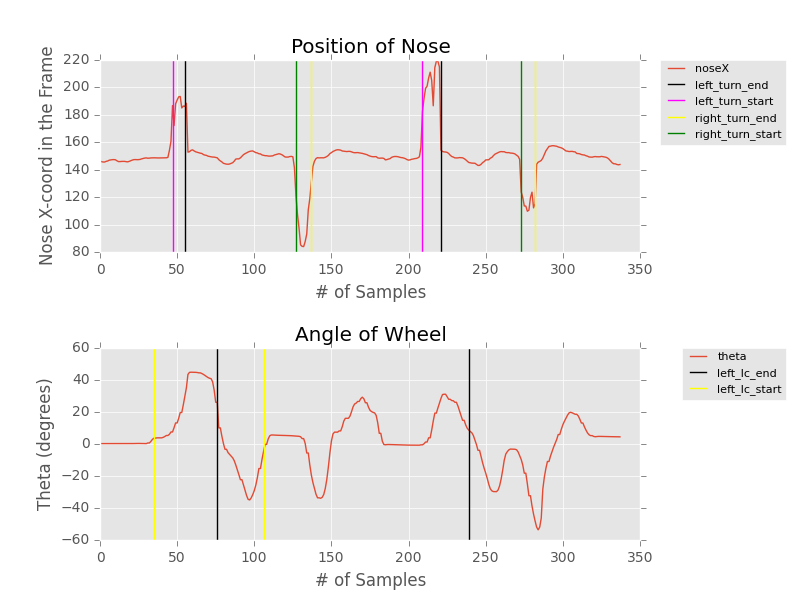 Position of Nose
Nose X-coord in the Frame
220
200
180
160
140
120
100
80
0 50 100 150 200 250 300 350
# of Samples
noseX
left_turn_end
left_turn_start
right_turn_end
right_turn_start
Angle of Wheel
Theta (degrees)
60
40
20
0
−20
−40
−60
0 50 100 150 200 250 300 350
# of Samples
theta
left_lc_end
left_lc_start